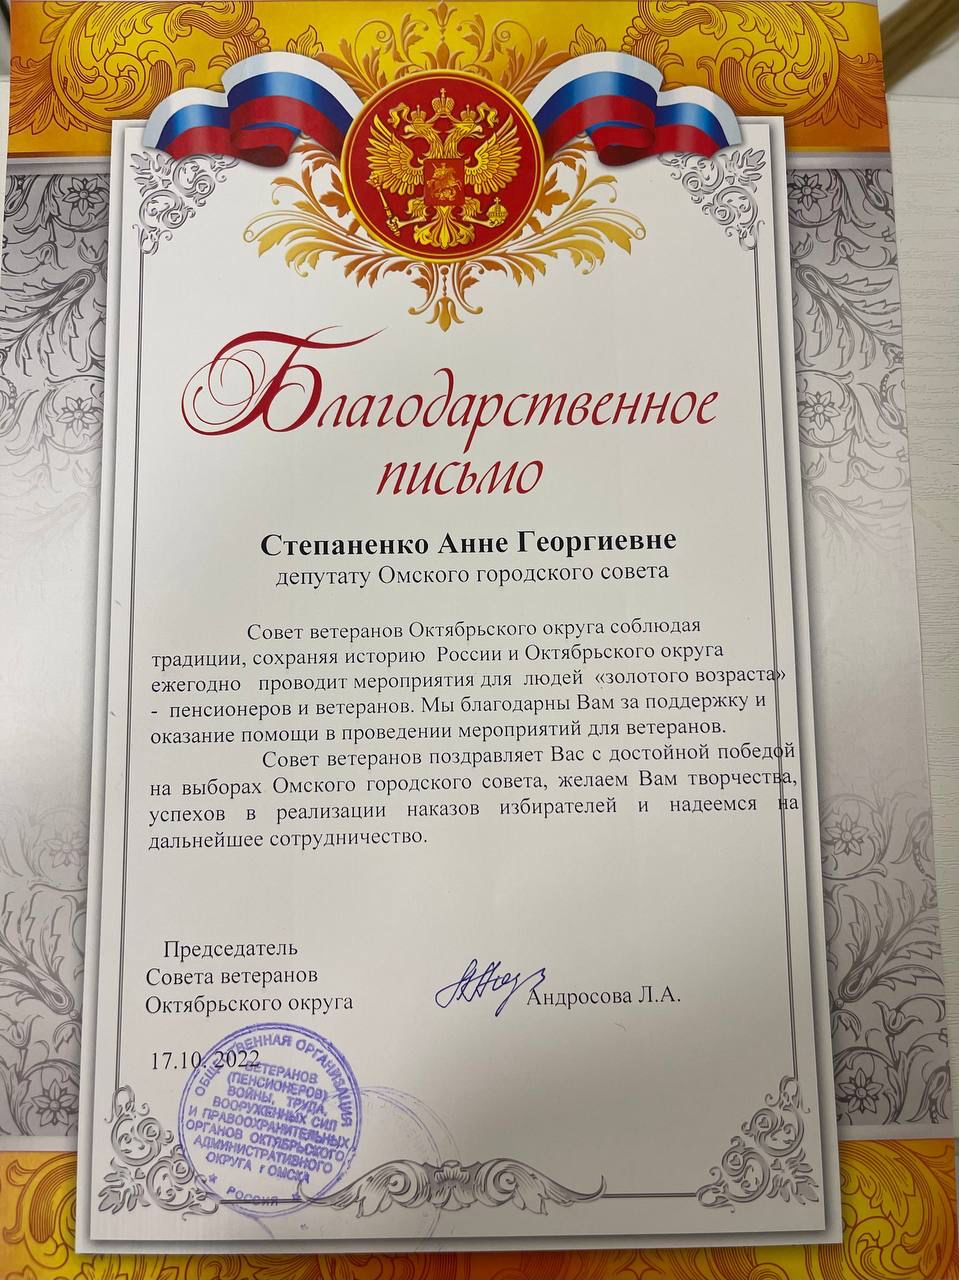 Благодарственное
письмо
Степаненко Анне Георгиевне
депутату Омского городского совета
Совет ветеранов Октябрьского округа соблюдая
традиции, сохраняя историю России и Октябрьского округа
ежегодно проводит мероприятия для людей «золотого возраста»
- пенсионеров и ветеранов. Мы благодарны Вам за поддержку и
оказание помощи в проведении мероприятий для ветеранов.
Совет ветеранов поздравляет Вас с достойной победой
на выборах Омского городского совета, желаем Вам творчества,
успехов в реализации наказов избирателей и надеемся на
дальнейшее сотрудничество.
Председатель
Совета ветеранов
Октябрьского округа
Андросова Л.А.
17.10. 2022
ОБЩЕСТВЕННАЯ ОРГАНИЗАЦИЯ
ВЕТЕРАНОВ
(ПЕНСИОНЕРОВ)
ВОЙНЫ, ТРУДА,
ВООРУЖЕННЫХ СИЛ
И ПРАВООХРАНИТЕЛЬНЫХ
ОРГАНОВ ОКТЯБРЬСКОГО
АДМИНИСТРАТИВНОГО
ОКРУГА г ОМСКА
РОССИЯ